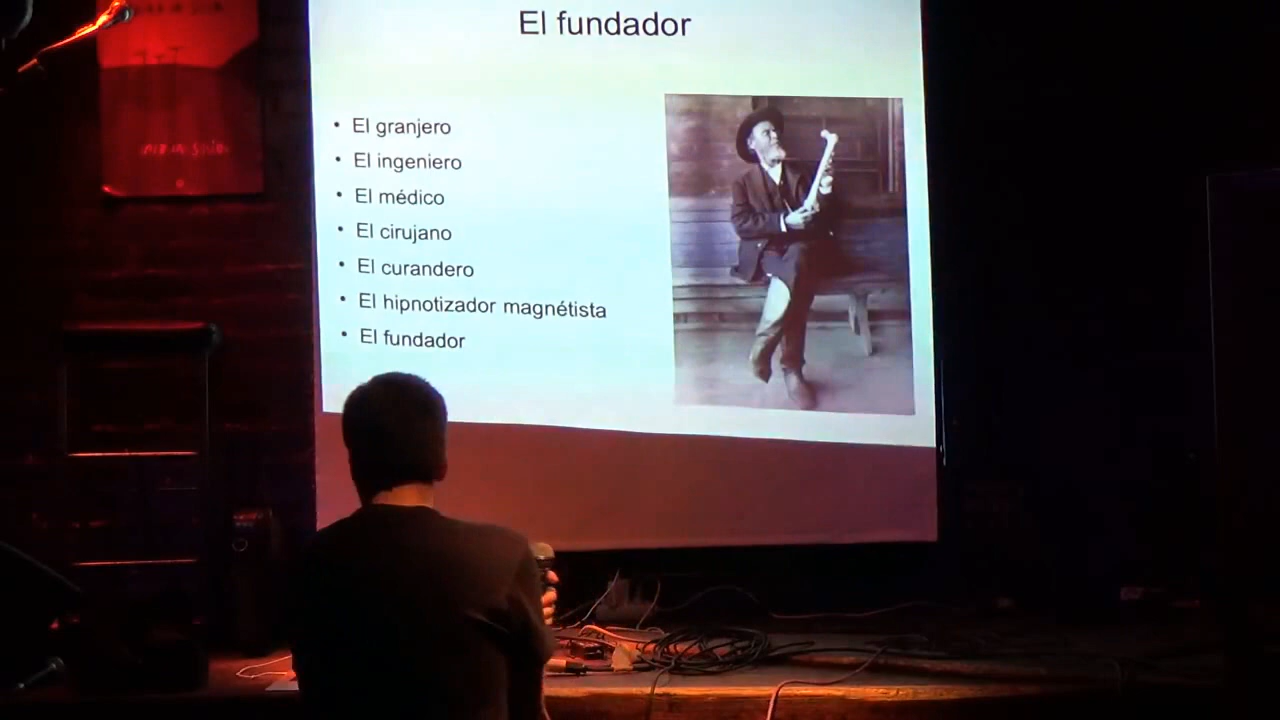 El fundador
• El granjero
• El ingeniero
• El médico
• El cirujano
• El curandero
• El hipnotizador magnétista
• El fundador